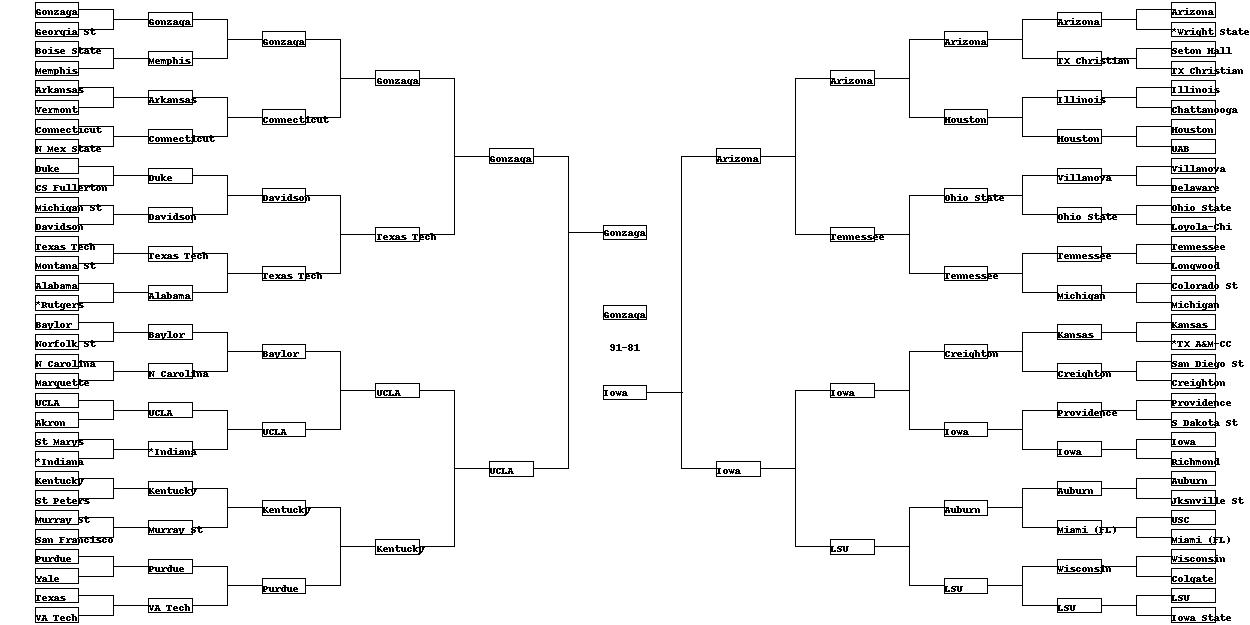 Gonzaga
Georgia St
Boise State
Memphis
Arkansas
Vermont
Connecticut
N Mex State
Duke
CS Fullerton
Michigan St
Davidson
Texas Tech
Montana St
Alabama
*Rutgers
Baylor
Norfolk St
N Carolina
Marquette
UCLA
Akron
St Marys
*Indiana
Kentucky
St Peters
Murray St
San Francisco
Purdue
Yale
Texas
VA Tech
Gonzaga
Memphis
Arkansas
Connecticut
Duke
Davidson
Texas Tech
Alabama
Baylor
N Carolina
UCLA
*Indiana
Kentucky
Murray St
Purdue
VA Tech
Gonzaga
Connecticut
Davidson
Texas Tech
Baylor
UCLA
Kentucky
Purdue
Gonzaga
Texas Tech
UCLA
Kentucky
Gonzaga
UCLA
Gonzaga
Gonzaga
91-81
Iowa
Arizona
Iowa
Arizona
Tennessee
Iowa
LSU
Arizona
Houston
Ohio State
Tennessee
Creighton
Iowa
Auburn
LSU
Arizona
TX Christian
Illinois
Houston
Villanova
Ohio State
Tennessee
Michigan
Kansas
Creighton
Providence
Iowa
Auburn
Miami (FL)
Wisconsin
LSU
Arizona
*Wright State
Seton Hall
TX Christian
Illinois
Chattanooga
Houston
UAB
Villanova
Delaware
Ohio State
Loyola-Chi
Tennessee
Longwood
Colorado St
Michigan
Kansas
*TX A&M-CC
San Diego St
Creighton
Providence
S Dakota St
Iowa
Richmond
Auburn
Jksnville St
USC
Miami (FL)
Wisconsin
Colgate
LSU
Iowa State